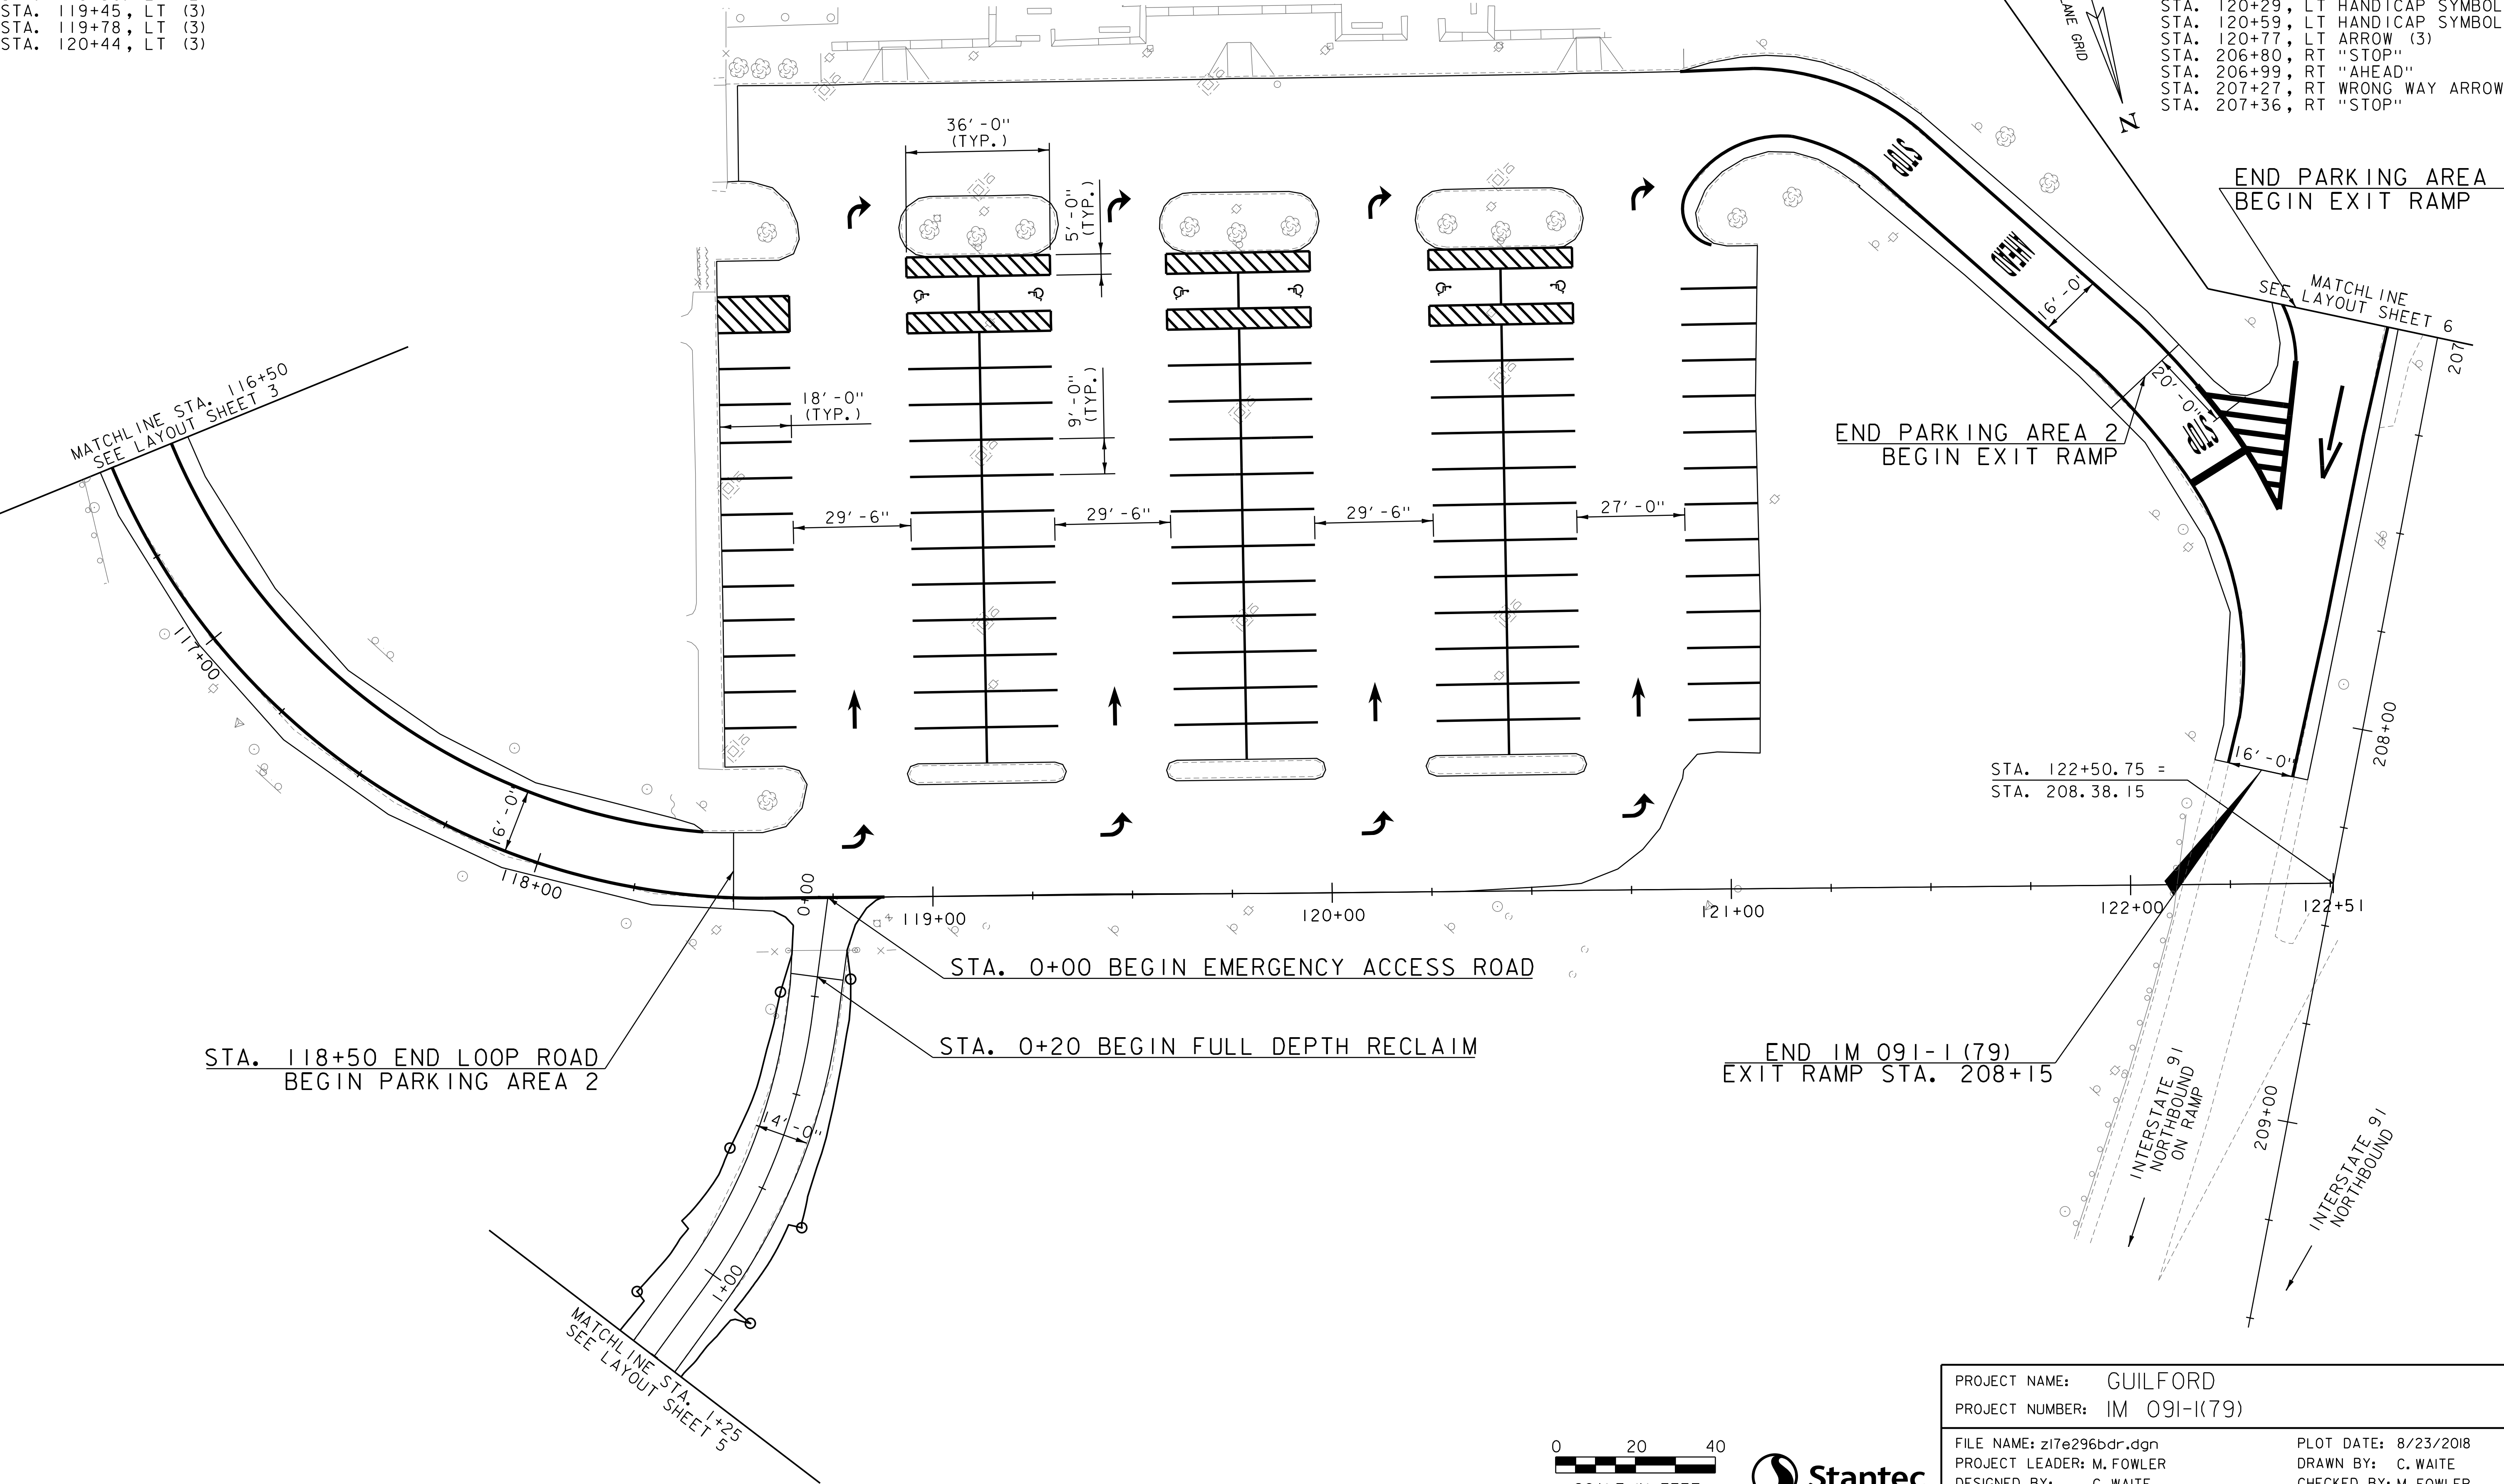 STA. 119+45, LT (3)
STA. 119+78, LT (3)
STA. 120+44, LT (3)
STA. 120+29, LT HANDICAP SYMBOL
STA. 120+59, LT HANDICAP SYMBOL
STA. 120+77, LT ARROW (3)
STA. 206+80, RT "STOP"
STA. 206+99, RT "AHEAD"
STA. 207+27, RT WRONG WAY ARROW
STA. 207+36, RT "STOP"
GRID
N
36'-0"
(TYP.)
5'-0"
(TYP.)
STOP
AHEAD
16'-0"
END PARKING AREA
BEGIN EXIT RAMP
MATCHLINE
SEE LAYOUT SHEET 6
207
20'-0"
STOP
END PARKING AREA 2
BEGIN EXIT RAMP
MATCHLINE STA. 116+50
SEE LAYOUT SHEET 3
18'-0"
(TYP.)
9'-0"
(TYP.)
29'-6"
29'-6"
29'-6"
27'-0"
117+00
16'-0"
118+00
0+00
119+00
120+00
121+00
122+00
122+51
16'-0"
208+00
STA. 122+50.75 =
STA. 208.38.15
STA. 0+00 BEGIN EMERGENCY ACCESS ROAD
STA. 0+20 BEGIN FULL DEPTH RECLAIM
STA. 118+50 END LOOP ROAD
BEGIN PARKING AREA 2
END IM 091-1(79)
EXIT RAMP STA. 208+15
14'-0"
1+00
MATCHLINE STA. 1+25
SEE LAYOUT SHEET 5
INTERSTATE 91
NORTHBOUND
ON RAMP
209+00
INTERSTATE 91
NORTHBOUND
0 20 40
Stantec
PROJECT NAME: GUILFORD
PROJECT NUMBER: IM 091-1(79)
FILE NAME: z17e296bdr.dgn
PLOT DATE: 8/23/2018
PROJECT LEADER: M. FOWLER
DRAWN BY: C. WAITE
DESIGNED BY: C. WAITE
CHECKED BY: M. FOWLER